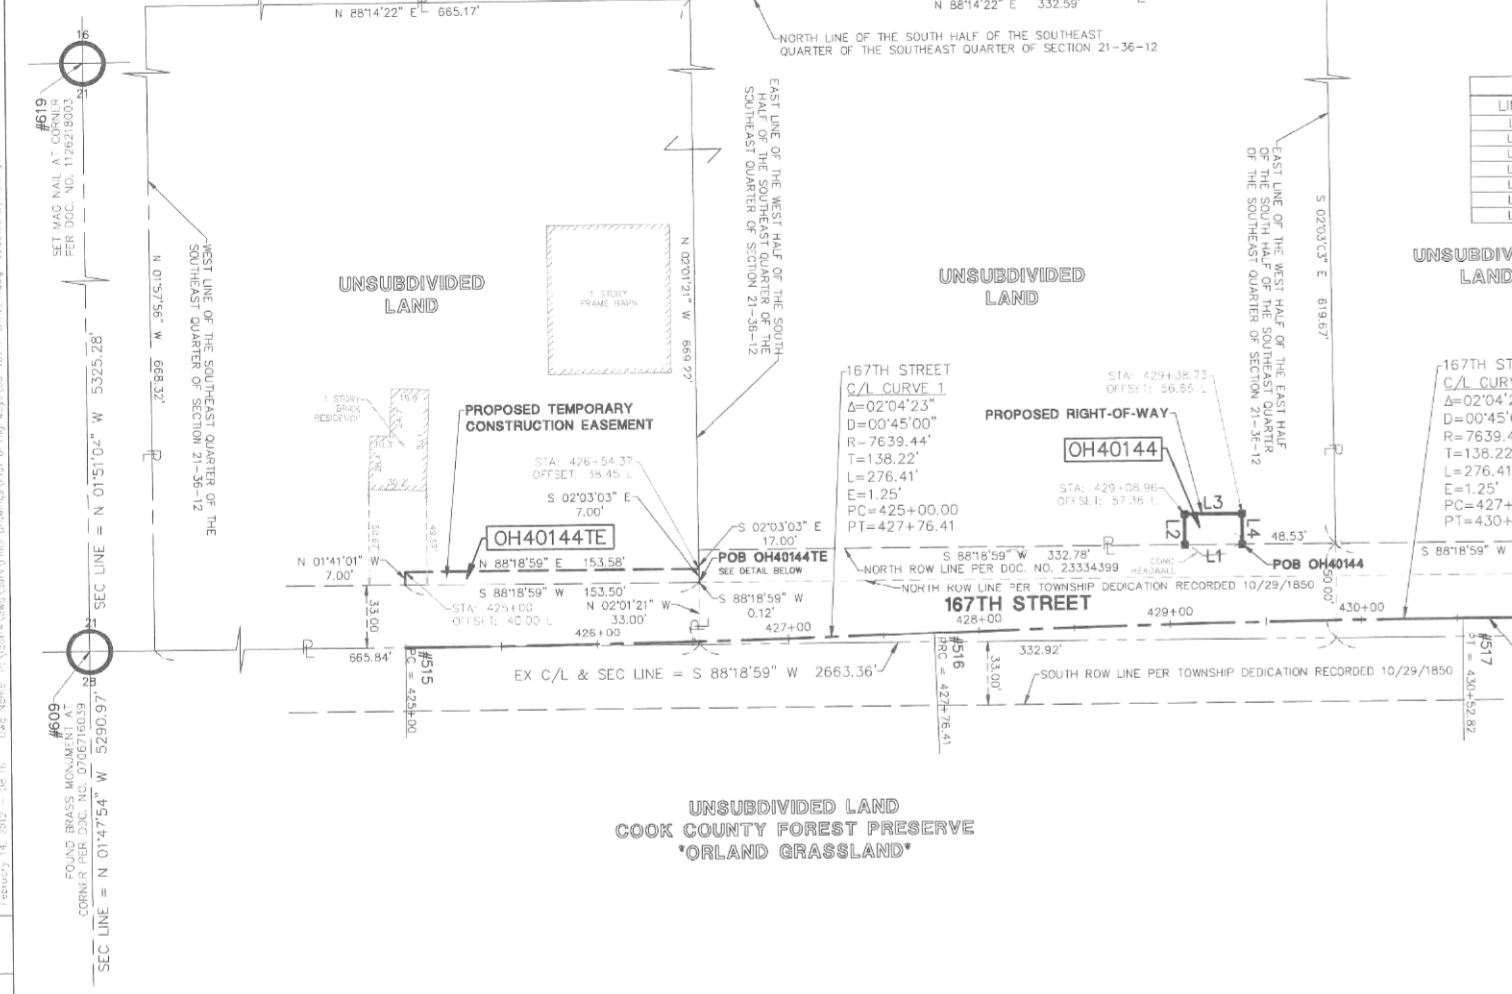 N 88°14'22" E 665.17'
N 88°14'22" E 332.59'
NORTH LINE OF THE SOUTH HALF OF THE SOUTHEAST
QUARTER OF THE SOUTHEAST QUARTER OF SECTION 21-36-12
16
21
#619
SET MAG NAIL AT CORNER
PER DOC. NO. 1126218003
SEC LINE = N 01°51'04" W 5325.28'
N 01°57'56" W 668.32'
WEST LINE OF THE SOUTHEAST QUARTER OF THE
SOUTHEAST QUARTER OF SECTION 21-36-12
UNSUBDIVIDED
LAND
1 STORY
FRAME BARN
1 STORY
BRICK
RESIDENCE
N 02°01'21" W 669.22'
EAST LINE OF THE WEST HALF OF THE SOUTH
HALF OF THE SOUTHEAST QUARTER OF THE
SOUTHEAST QUARTER OF SECTION 21-36-12
UNSUBDIVIDED
LAND
EAST LINE OF THE WEST HALF OF THE EAST HALF
OF THE SOUTH HALF OF THE SOUTHEAST QUARTER
OF THE SOUTHEAST QUARTER OF SECTION 21-36-12
S 02°03'03" E 619.67'
UNSUBDIV
LAND
PROPOSED TEMPORARY
CONSTRUCTION EASEMENT
STA: 426+54.37
OFFSET: 38.45 L
S 02°03'03" E
7.00'
OH40144TE
N 88°18'59" E 153.58'
N 01°41'01" W
7.00'
S 88°18'59" W 153.50'
STA: 425+00
OFFSET: 40.00 L
N 02°01'21" W
33.00'
33.00'
S 02°03'03" E
17.00'
POB OH40144TE
SEE DETAIL BELOW
S 88°18'59" W
0.12'
167TH STREET
C/L CURVE 1
Δ=02°04'23"
D=00°45'00"
R=7639.44'
T=138.22'
L=276.41'
E=1.25'
PC=425+00.00
PT=427+76.41
STA: 429+38.73
OFFSET: 56.85 L
PROPOSED RIGHT-OF-WAY
OH40144
STA: 429+08.96
OFFSET: 57.36 L
L3
L2
L4
L1
48.53'
CONC
HEADWALL
POB OH40144
167TH ST
C/L CURV
Δ=02°04'2
D=00°45'
R=7639.4
T=138.22
L=276.41
E=1.25'
PC=427+
PT=430+
S 88°18'59" W 332.78'
S 88°18'59" W
NORTH ROW LINE PER DOC. NO. 23334399
NORTH ROW LINE PER TOWNSHIP DEDICATION RECORDED 10/29/1850
50.00'
167TH STREET
426+00
427+00
428+00
429+00
430+00
665.84'
#515
PC = 425+00
EX C/L & SEC LINE = S 88°18'59" W 2663.36'
#516
PRC = 427+76.41
33.00'
332.92'
SOUTH ROW LINE PER TOWNSHIP DEDICATION RECORDED 10/29/1850
#517
PT = 430+52.82
21
28
#609
FOUND BRASS MONUMENT AT
CORNER PER DOC. NO. 0706716039
SEC LINE = N 01°47'54" W 5290.97'
UNSUBDIVIDED LAND
COOK COUNTY FOREST PRESERVE
"ORLAND GRASSLAND"